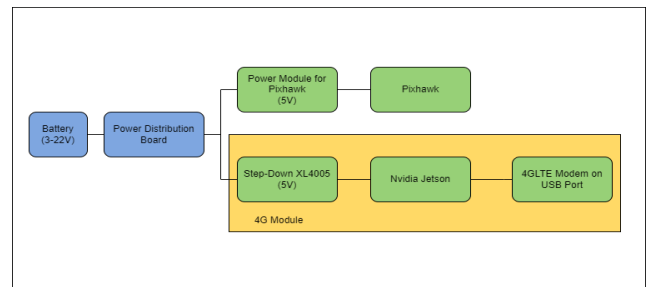 Power Module for
Pixhawk
(5V)
Pixhawk
Battery
(3-22V)
Power Distribution
Board
Step-Down XL4005
(5V)
Nvidia Jetson
4GLTE Modem on
USB Port
4G Module